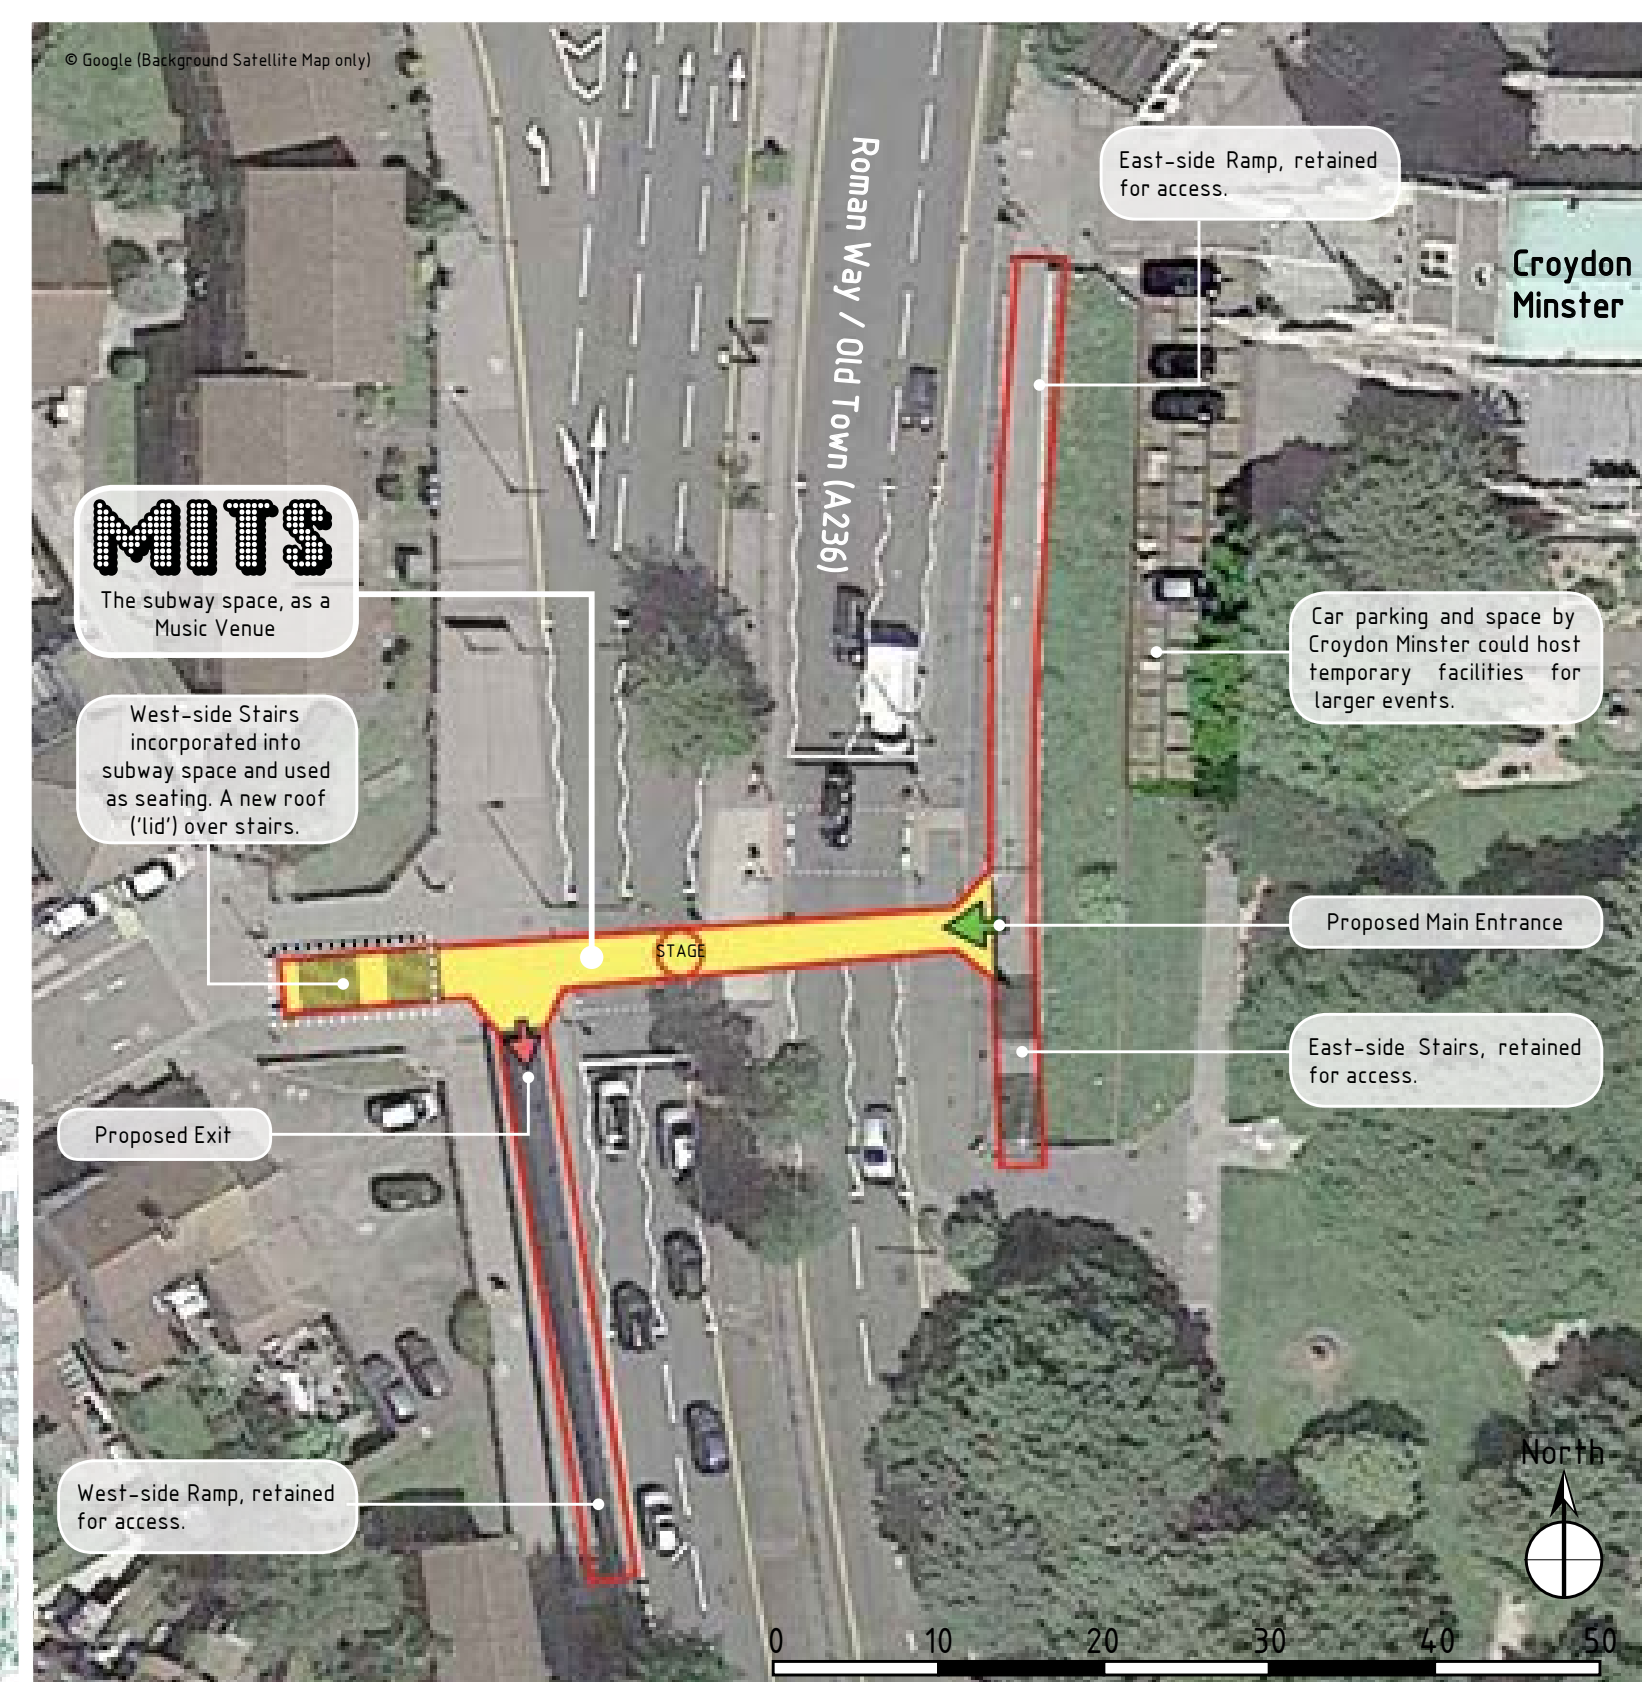 © Google (Background Satellite Map only)
Roman Way / Old Town (A236)
East-side Ramp, retained
for access.
Croydon
Minster
MITS
The subway space, as a
Music Venue
Car parking and space by
Croydon Minster could host
temporary facilities for
larger events.
West-side Stairs
incorporated into
subway space and used
as seating. A new roof
('lid') over stairs.
Proposed Main Entrance
STAGE
East-side Stairs, retained
for access.
Proposed Exit
North
West-side Ramp, retained
for access.
0 10 20 30 40 50